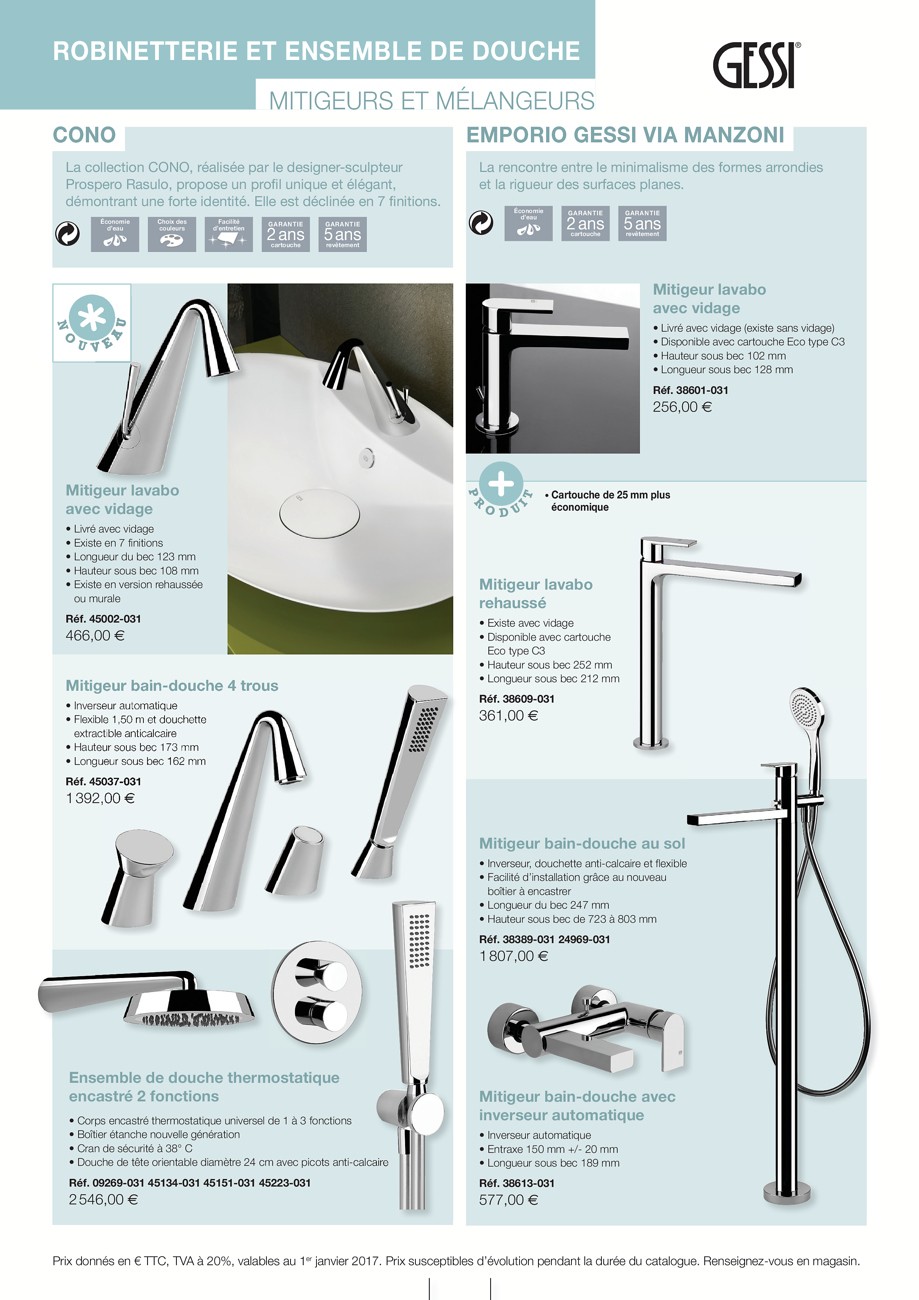 ROBINETTERIE ET ENSEMBLE DE DOUCHE
GESSI®
MITIGEURS ET MÉLANGEURS
CONO
La collection CONO, réalisée par le designer-sculpteur
Prospero Rasulo, propose un profil unique et élégant,
démontrant une forte identité. Elle est déclinée en 7 finitions.
Économie
d'eau
Choix des
couleurs
Facilité
d'entretien
GARANTIE
2 ans
cartouche
GARANTIE
5 ans
revêtement
NOUVEAU
Mitigeur lavabo
avec vidage
• Livré avec vidage
• Existe en 7 finitions
• Longueur du bec 123 mm
• Hauteur sous bec 108 mm
• Existe en version rehaussée
ou murale
Réf. 45002-031
466,00 €
Mitigeur bain-douche 4 trous
• Inverseur automatique
• Flexible 1,50 m et douchette
extractible anticalcaire
• Hauteur sous bec 173 mm
• Longueur sous bec 162 mm
Réf. 45037-031
1 392,00 €
Ensemble de douche thermostatique
encastré 2 fonctions
• Corps encastré thermostatique universel de 1 à 3 fonctions
• Boîtier étanche nouvelle génération
• Cran de sécurité à 38° C
• Douche de tête orientable diamètre 24 cm avec picots anti-calcaire
Réf. 09269-031 45134-031 45151-031 45223-031
2 546,00 €
EMPORIO GESSI VIA MANZONI
La rencontre entre le minimalisme des formes arrondies
et la rigueur des surfaces planes.
Économie
d'eau
GARANTIE
2 ans
cartouche
GARANTIE
5 ans
revêtement
Mitigeur lavabo
avec vidage
• Livré avec vidage (existe sans vidage)
• Disponible avec cartouche Eco type C3
• Hauteur sous bec 102 mm
• Longueur sous bec 128 mm
Réf. 38601-031
256,00 €
+
PRODUIT
• Cartouche de 25 mm plus
économique
Mitigeur lavabo
rehaussé
• Existe avec vidage
• Disponible avec cartouche
Eco type C3
• Hauteur sous bec 252 mm
• Longueur sous bec 212 mm
Réf. 38609-031
361,00 €
Mitigeur bain-douche au sol
• Inverseur, douchette anti-calcaire et flexible
• Facilité d'installation grâce au nouveau
boîtier à encastrer
• Longueur du bec 247 mm
• Hauteur sous bec de 723 à 803 mm
Réf. 38389-031 24969-031
1 807,00 €
Mitigeur bain-douche avec
inverseur automatique
• Inverseur automatique
• Entraxe 150 mm +/- 20 mm
• Longueur sous bec 189 mm
Réf. 38613-031
577,00 €
Prix donnés en € TTC, TVA à 20%, valables au 1er janvier 2017. Prix susceptibles d'évolution pendant la durée du catalogue. Renseignez-vous en magasin.